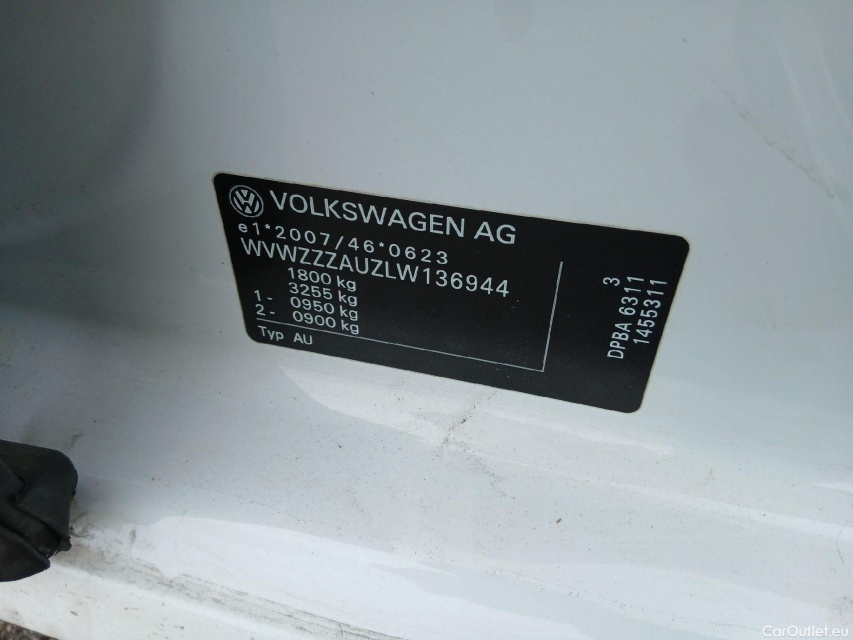 VOLKSWAGEN AG
e1*2007/46*0623
WVWZZZAUZLW136944
1800 kg
3255 kg
1- 0950 kg
2- 0900 kg
Typ AU
3
DPBA 6311
1455311
CarOutlet.eu